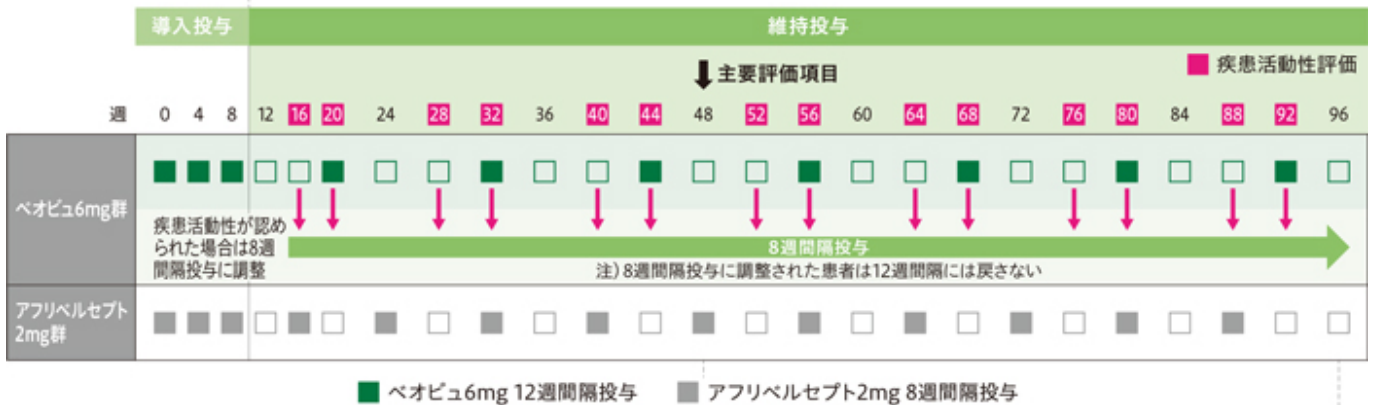 導入投与 維持投与
主要評価項目 疾患活動性評価
週 0 4 8 12 16 20 24 28 32 36 40 44 48 52 56 60 64 68 72 76 80 84 88 92 96
ベオビュ6mg群
疾患活動性が認め
られた場合は8週
間隔投与に調整
8週間隔投与
注）8週間隔投与に調整された患者は12週間隔には戻さない
アフリベルセプト
2mg群
ベオビュ6mg 12週間隔投与 アフリベルセプト2mg 8週間隔投与